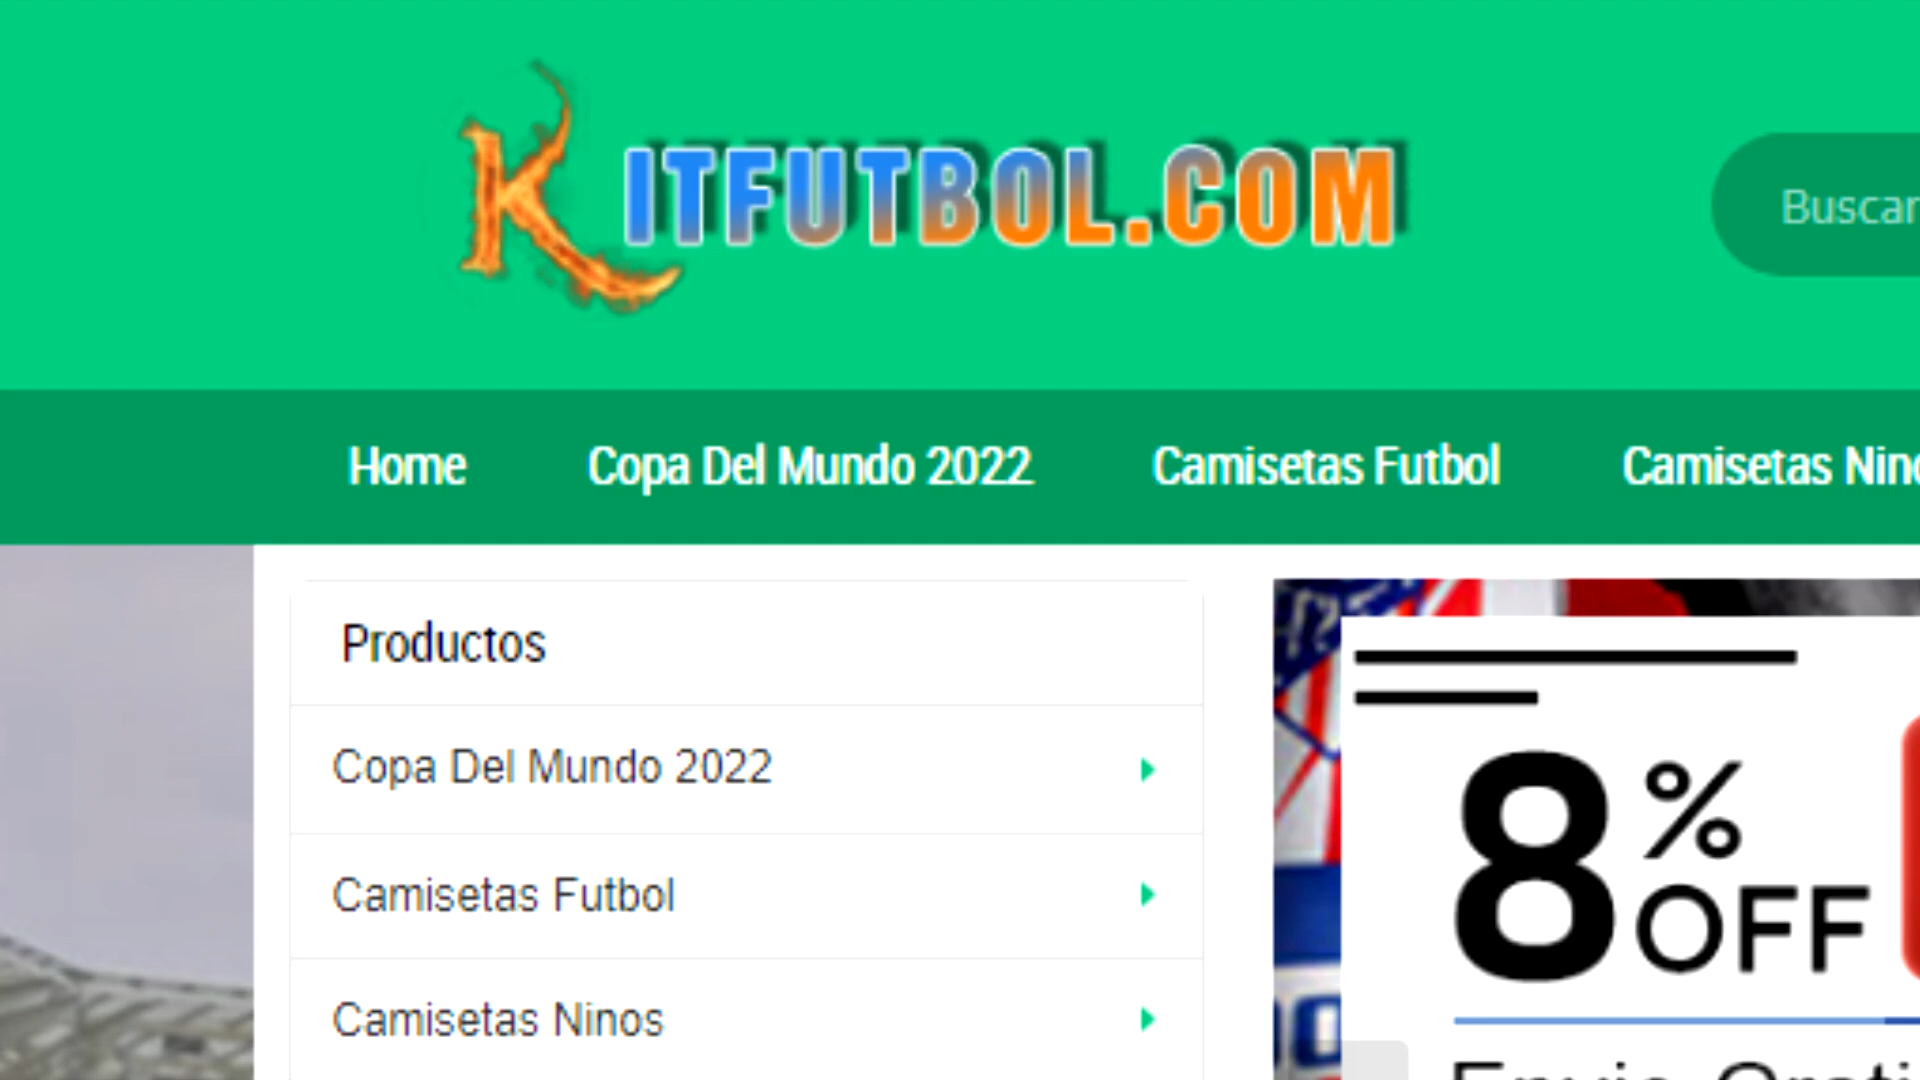 KITFUTBOL.COM
Buscar
Home Copa Del Mundo 2022 Camisetas Futbol Camisetas
Productos
Copa Del Mundo 2022
Camisetas Futbol
Camisetas Ninos
8% OFF